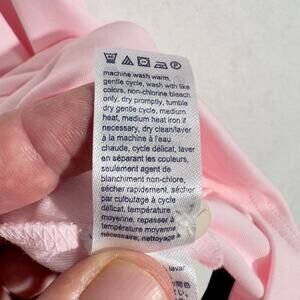 machine wash warm,
gentle cycle, wash with like
colors, non-chlorine bleach
only, dry promptly, tumble
dry gentle cycle, medium
heat, medium heat iron if
necessary, dry clean/laver
à la machine à l'eau
chaude, cycle délicat, laver
en séparant les couleurs,
seulement agent de
blanchiment non-chlore,
sécher rapidement, sécher
par culbutage à cycle
délicat, température
moyenne, repasser à
température moyenne
nécessaire, nettoyage
lavar